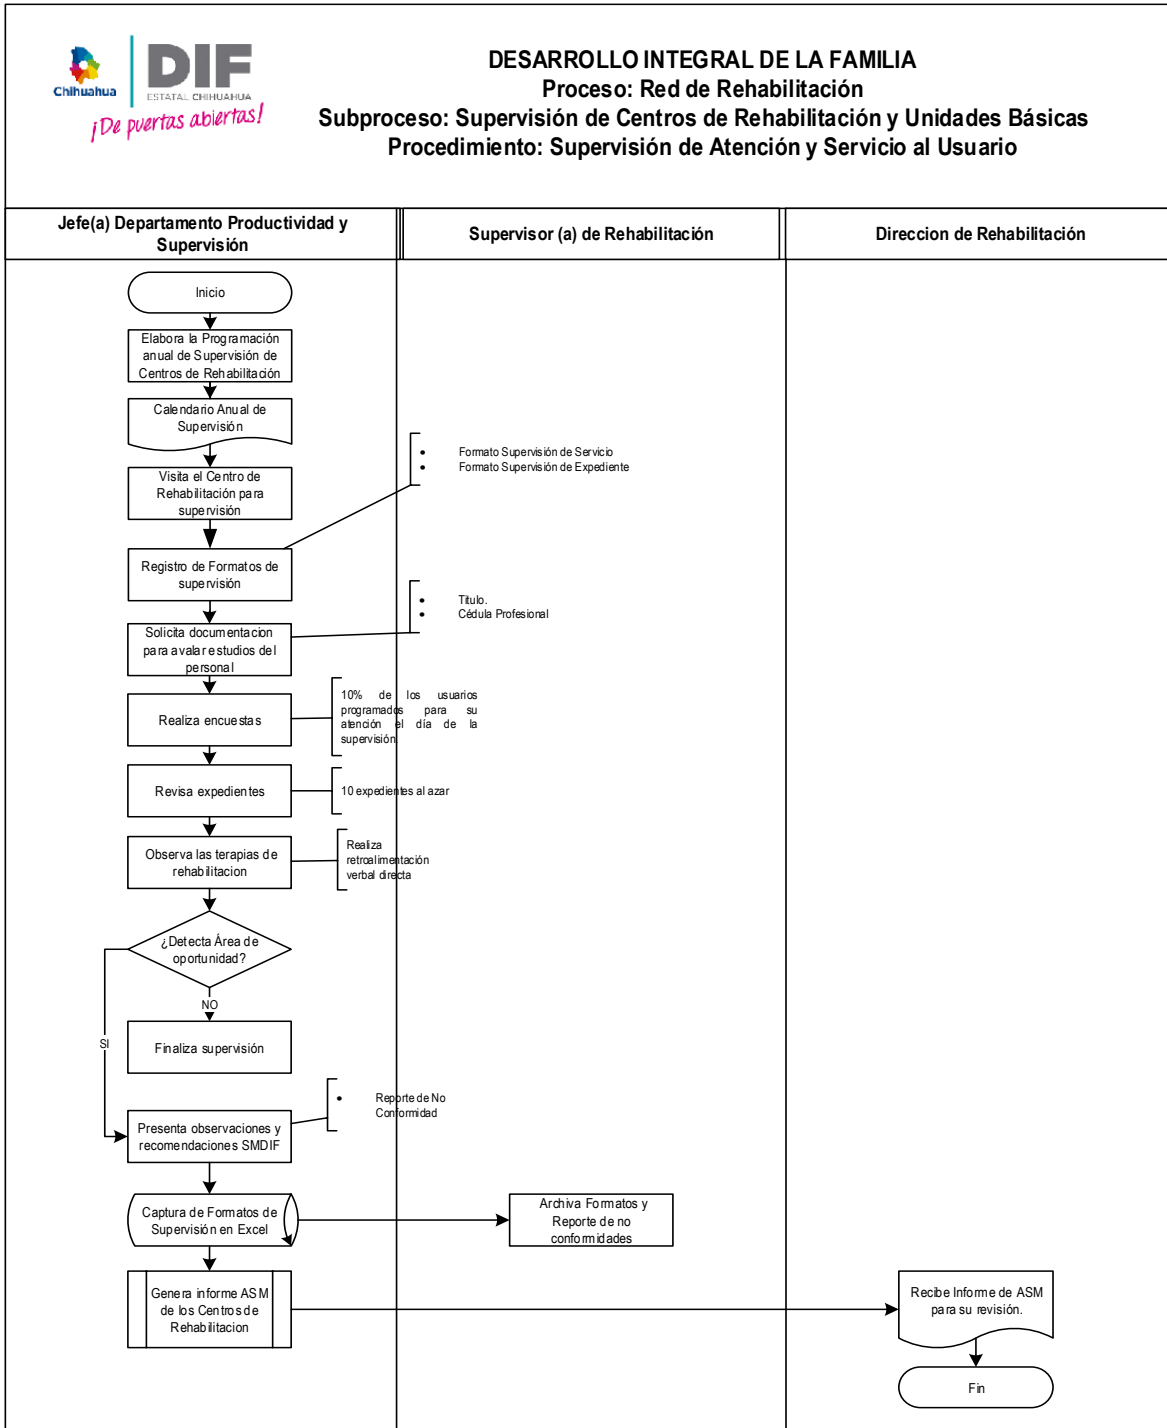 Chihuahua
DIF
ESTATAL CHIHUAHUA
¡De puertas abiertas!
DESARROLLO INTEGRAL DE LA FAMILIA
Proceso: Red de Rehabilitación
Subproceso: Supervisión de Centros de Rehabilitación y Unidades Básicas
Procedimiento: Supervisión de Atención y Servicio al Usuario
Jefe(a) Departamento Productividad y
Supervisión
Supervisor (a) de Rehabilitación
Direccion de Rehabilitación
Inicio
Elabora la Programación
anual de Supervisión de
Centros de Rehabilitación
Calendario Anual de
Supervisión
Visita el Centro de
Rehabilitación para
supervisión
• Formato Supervisión de Servicio
• Formato Supervisión de Expediente
Registro de Formatos de
supervisión
• Titulo.
• Cédula Profesional
Solicita documentacion
para avalar estudios del
personal
Realiza encuestas
10% de los usuarios
programados para su
atención el día de la
supervisión.
Revisa expedientes
10 expedientes al azar
Observa las terapias de
rehabilitacion
Realiza
retroalimentación
verbal directa
¿Detecta Área de
oportunidad?
NO
SI
Finaliza supervisión
• Reporte de No
Conformidad
Presenta observaciones y
recomendaciones SMDIF
Captura de Formatos de
Supervisión en Excel
Archiva Formatos y
Reporte de no
conformidades
Genera informe ASM
de los Centros de
Rehabilitacion
Recibe Informe de ASM
para su revisión.
Fin